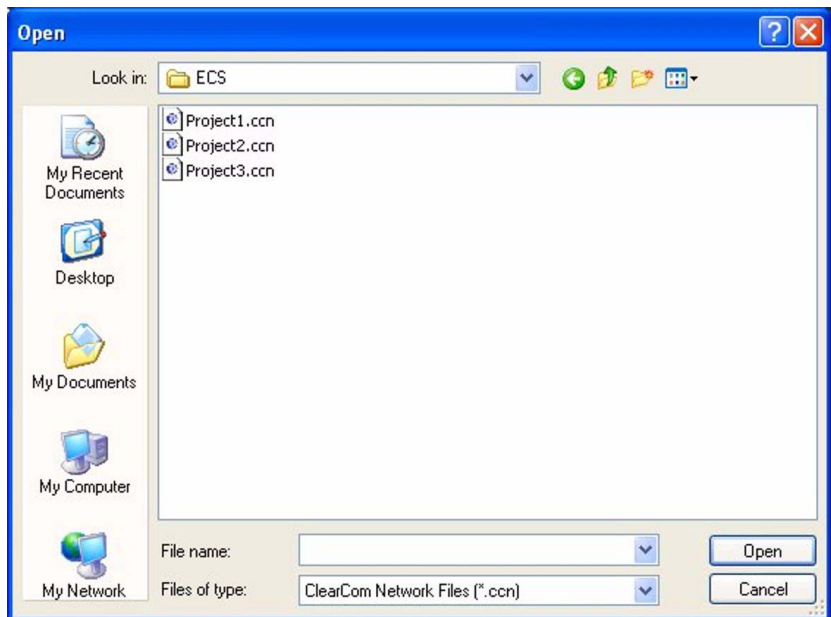 Open
Look in:
ECS
My Recent
Documents
Desktop
My Documents
My Computer
My Network
Project1.ccn
Project2.ccn
Project3.ccn
File name:
Open
Files of type:
ClearCom Network Files (*.ccn)
Cancel